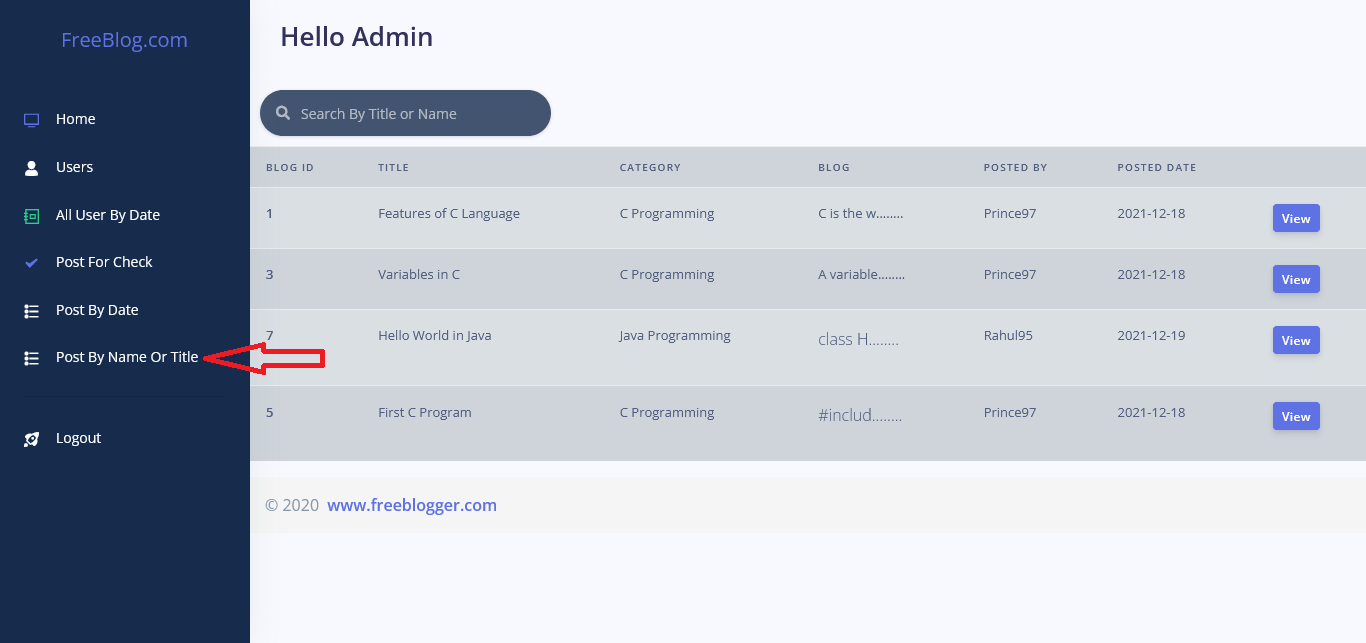 FreeBlog.com
Home
Users
All User By Date
Post For Check
Post By Date
Post By Name Or Title
Logout
Hello Admin
Search By Title or Name
BLOG ID TITLE CATEGORY BLOG POSTED BY POSTED DATE
1 Features of C Language C Programming C is the w........ Prince97 2021-12-18 View
3 Variables in C C Programming A variable........ Prince97 2021-12-18 View
7 Hello World in Java Java Programming class H........ Rahul95 2021-12-19 View
5 First C Program C Programming #includ........ Prince97 2021-12-18 View
© 2020 www.freeblogger.com